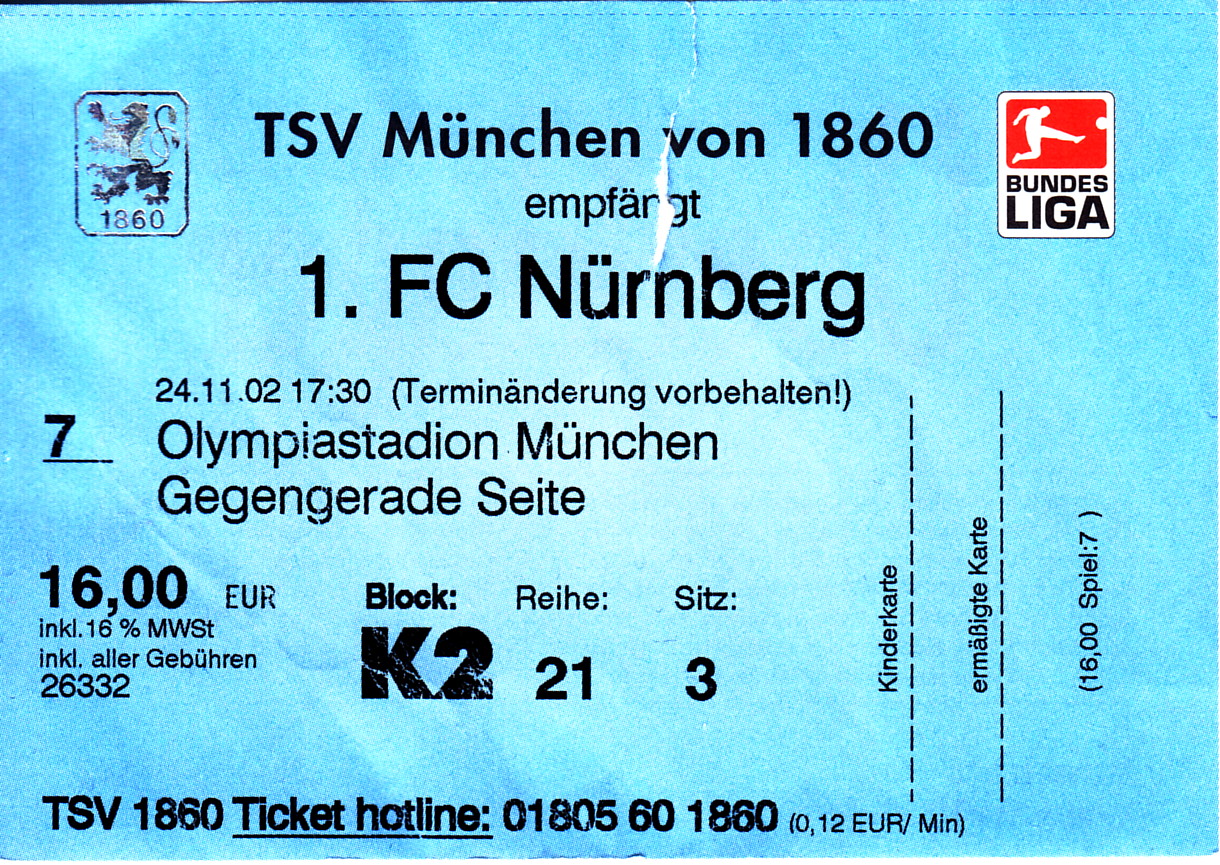 TSV München von 1860
1860
BUNDES
LIGA
empfängt
1. FC Nürnberg
24.11.02 17:30 (Terminänderung vorbehalten!)
7 Olympiastadion München
Gegengerade Seite
16,00 EUR Block: Reihe: Sitz:
inkl.16 % MWSt
inkl. aller Gebühren
26332
K2 21 3
Kinderkarte
ermäßigte Karte
(16,00 Spiel:7 )
TSV 1860 Ticket hotline: 01805 60 1860 (0,12 EUR/ Min)